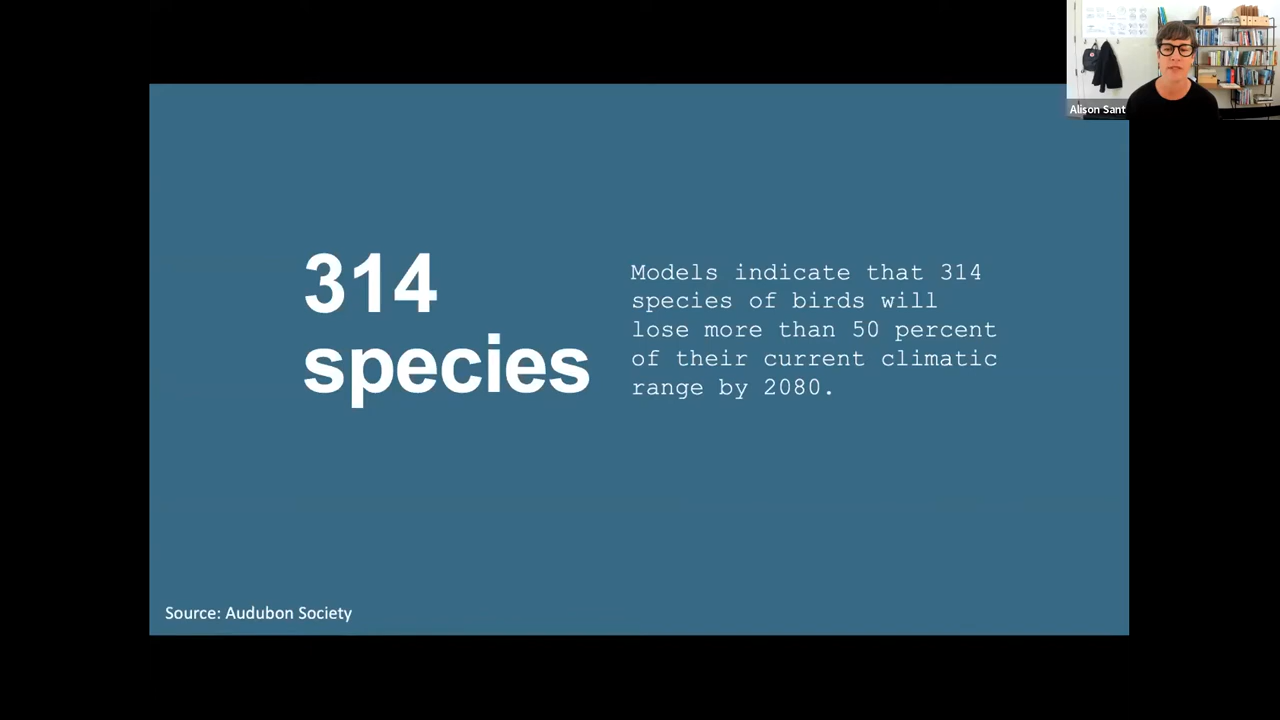 Alison Sant
314
species
Models indicate that 314
species of birds will
lose more than 50 percent
of their current climatic
range by 2080.
Source: Audubon Society